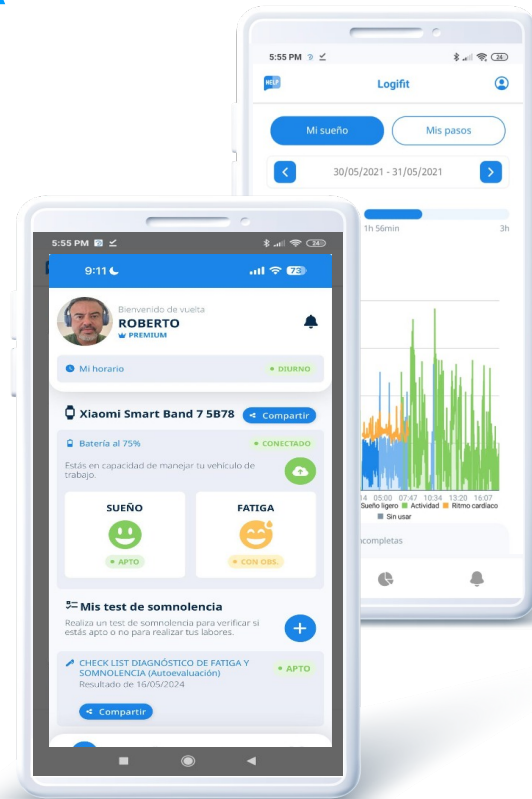 5:55 PM
24
HELP
Logifit
Mi sueño
Mis pasos
30/05/2021 - 31/05/2021
1h 56min
3h
14 05:00 07:47 10:34 13:20 16:07
Sueño ligero Actividad Ritmo cardíaco
Sin usar
ncompletas
5:55 PM
24
9:11
73
Bienvenido de vuelta
ROBERTO
PREMIUM
Mi horario
DIURNO
Xiaomi Smart Band 7 5B78
Compartir
Batería al 75%
CONECTADO
Estás en capacidad de manejar tu vehículo de
trabajo.
SUEÑO
FATIGA
APTO
CON OBS.
Mis test de somnolencia
Realiza un test de somnolencia para verificar si
estás apto o no para realizar tus labores.
CHECK LIST DIAGNÓSTICO DE FATIGA Y
SOMNOLENCIA (Autoevaluación)
APTO
Resultado de 16/05/2024
Compartir